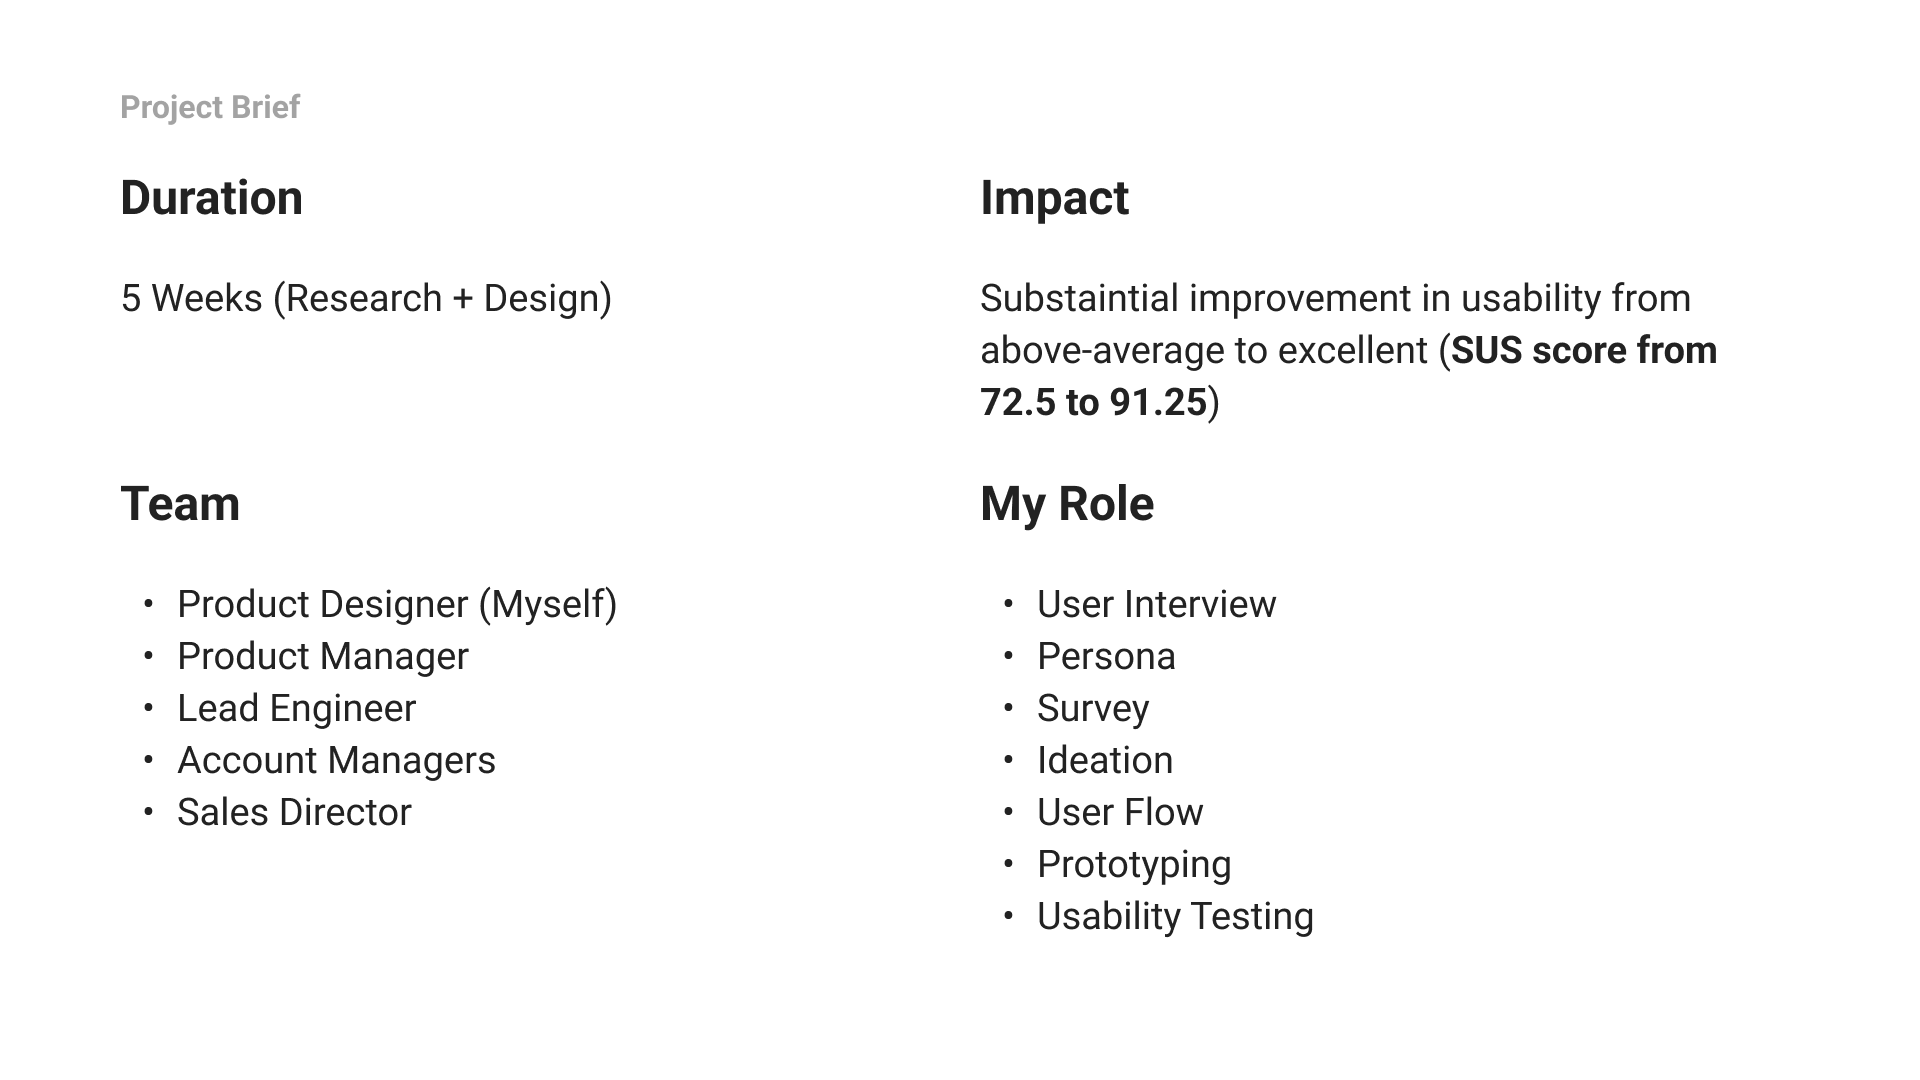 Project Brief
Duration
5 Weeks (Research + Design)
Impact
Substaintial improvement in usability from
above-average to excellent (SUS score from
72.5 to 91.25)
Team
• Product Designer (Myself)
• Product Manager
• Lead Engineer
• Account Managers
• Sales Director
My Role
• User Interview
• Persona
• Survey
• Ideation
• User Flow
• Prototyping
• Usability Testing